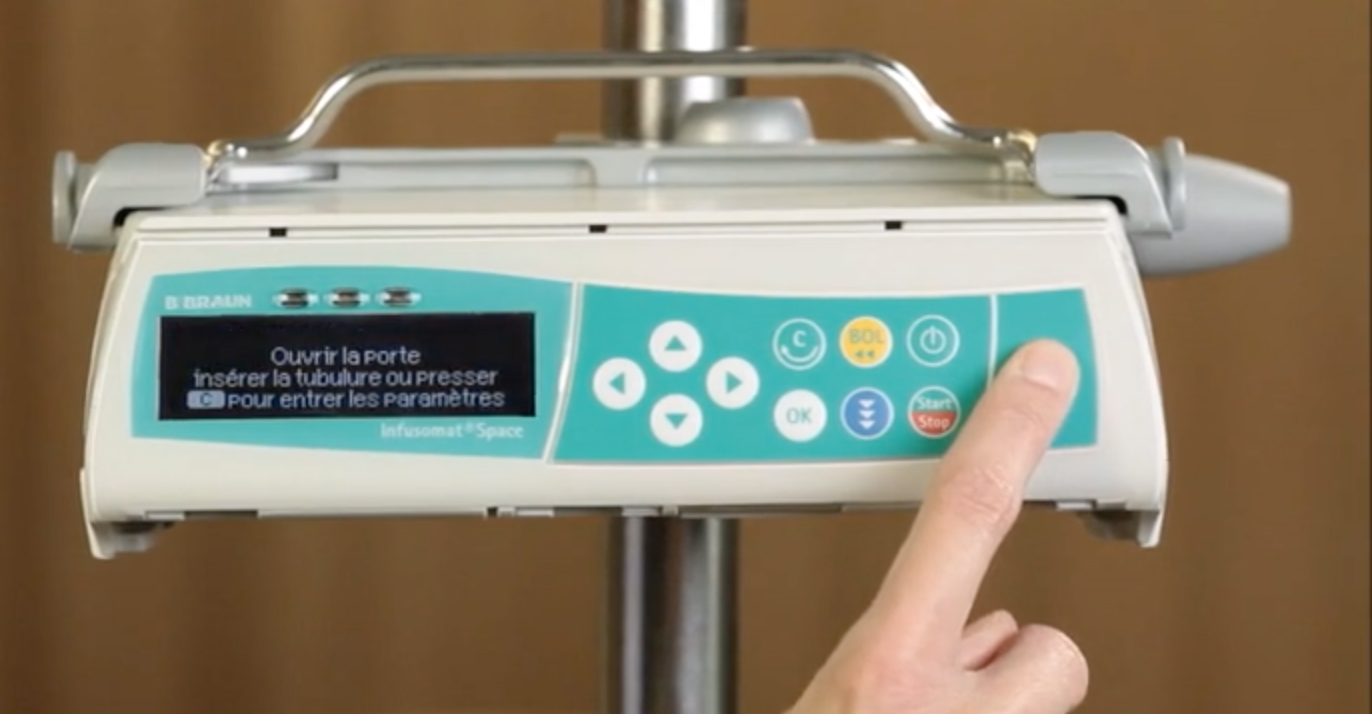 B BRAUN
Ouvrir la porte
insérer la tubulure ou presser
C pour entrer les paramètres
Infusomat® Space
C
BOL
OK
Start
Stop